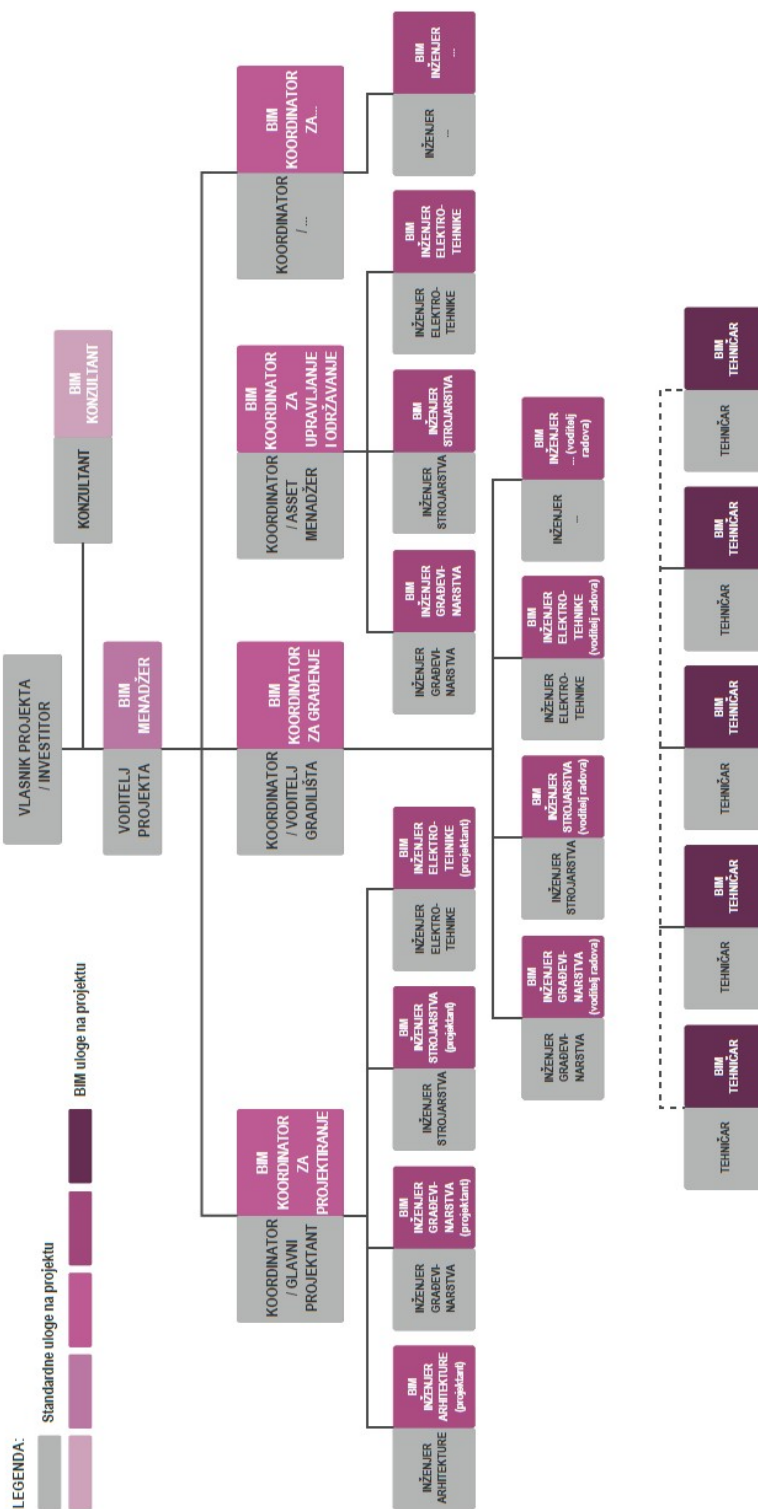 LEGENDA:
Standardne uloge na projektu
BIM uloge na projektu
VLASNIK PROJEKTA
/ INVESTITOR
KONZULTANT
BIM
KONZULTANT
VODITELJ
PROJEKTA
BIM
MENADŽER
KOORDINATOR
/ GLAVNI
PROJEKTANT
BIM
KOORDINATOR
ZA
PROJEKTIRANJE
KOORDINATOR
/ VODITELJ
GRADILIŠTA
BIM
KOORDINATOR
ZA GRAĐENJE
KOORDINATOR
/ ASSET
MENADŽER
BIM
KOORDINATOR
ZA
UPRAVLJANJE
I ODRŽAVANJE
KOORDINATOR
/ ...
BIM
KOORDINATOR
ZA...
INŽENJER
ARHITEKTURE
BIM
INŽENJER
ARHITEKTURE
(projektant)
INŽENJER
GRAĐEVI-
NARSTVA
BIM
INŽENJER
GRAĐEVI-
NARSTVA
(projektant)
INŽENJER
STROJARSTVA
BIM
INŽENJER
STROJARSTVA
(projektant)
INŽENJER
ELEKTRO-
TEHNIKE
BIM
INŽENJER
ELEKTRO-
TEHNIKE
(projektant)
INŽENJER
GRAĐEVI-
NARSTVA
BIM
INŽENJER
GRAĐEVI-
NARSTVA
INŽENJER
STROJARSTVA
BIM
INŽENJER
STROJARSTVA
INŽENJER
ELEKTRO-
TEHNIKE
BIM
INŽENJER
ELEKTRO-
TEHNIKE
INŽENJER
...
BIM
INŽENJER
...
INŽENJER
GRAĐEVI-
NARSTVA
BIM
INŽENJER
GRAĐEVI-
NARSTVA
(voditelj radova)
INŽENJER
STROJARSTVA
BIM
INŽENJER
STROJARSTVA
(voditelj radova)
INŽENJER
ELEKTRO-
TEHNIKE
BIM
INŽENJER
ELEKTRO-
TEHNIKE
(voditelj radova)
INŽENJER
...
BIM
INŽENJER
... (voditelj
radova)
TEHNIČAR
BIM
TEHNIČAR
TEHNIČAR
BIM
TEHNIČAR
TEHNIČAR
BIM
TEHNIČAR
TEHNIČAR
BIM
TEHNIČAR
TEHNIČAR
BIM
TEHNIČAR